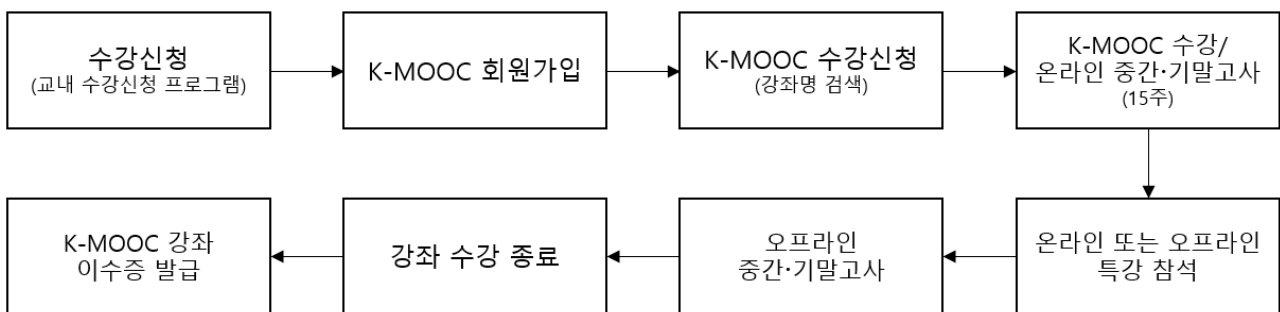 수강신청
(교내 수강신청 프로그램)
K-MOOC 회원가입
K-MOOC 수강신청
(강좌명 검색)
K-MOOC 수강/
온라인 중간·기말고사
(15주)
온라인 또는 오프라인
특강 참석
오프라인
중간·기말고사
강좌 수강 종료
K-MOOC 강좌
이수증 발급